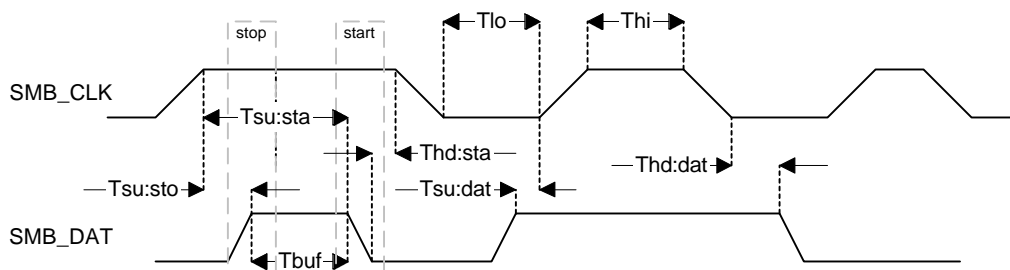 Tlo
Thi
stop
start
SMB_CLK
Tsu:sta
Thd:sta
Thd:dat
Tsu:sto
Tsu:dat
SMB_DAT
Tbuf